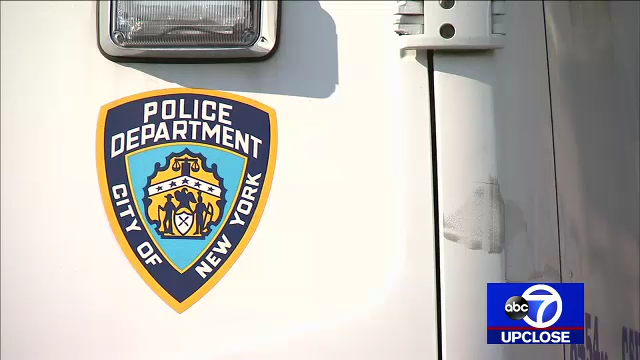 POLICE
DEPARTMENT
CITY OF
NEW YORK
abc 7
UPCLOSE